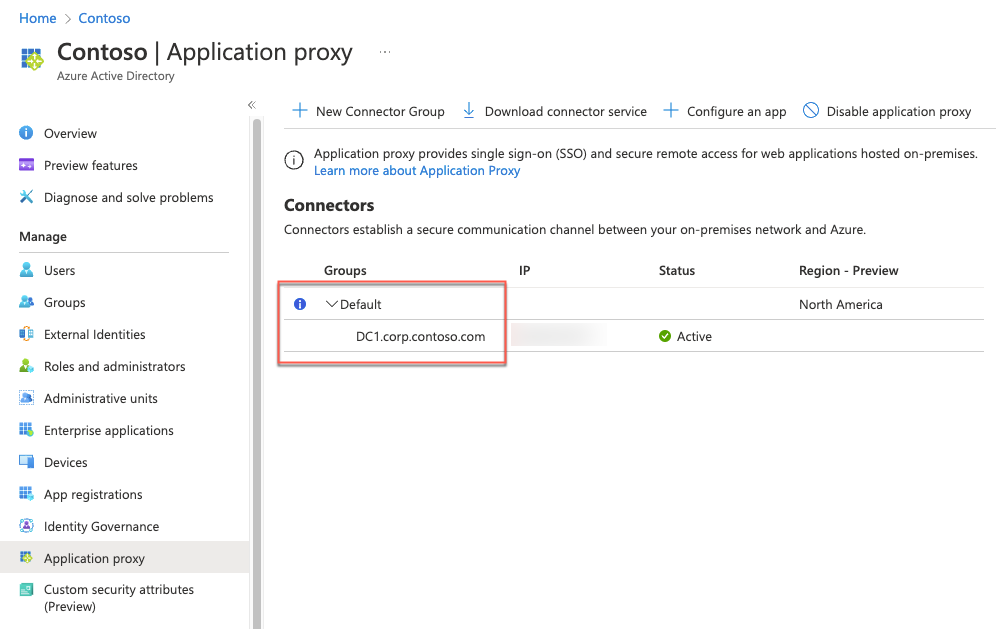 Home > Contoso
Contoso | Application proxy ...
Azure Active Directory
«
Overview
Preview features
Diagnose and solve problems
Manage
Users
Groups
External Identities
Roles and administrators
Administrative units
Enterprise applications
Devices
App registrations
Identity Governance
Application proxy
Custom security attributes
(Preview)
New Connector Group Download connector service Configure an app Disable application proxy
Application proxy provides single sign-on (SSO) and secure remote access for web applications hosted on-premises.
Learn more about Application Proxy
Connectors
Connectors establish a secure communication channel between your on-premises network and Azure.
Groups IP Status Region - Preview
Default North America
DC1.corp.contoso.com Active